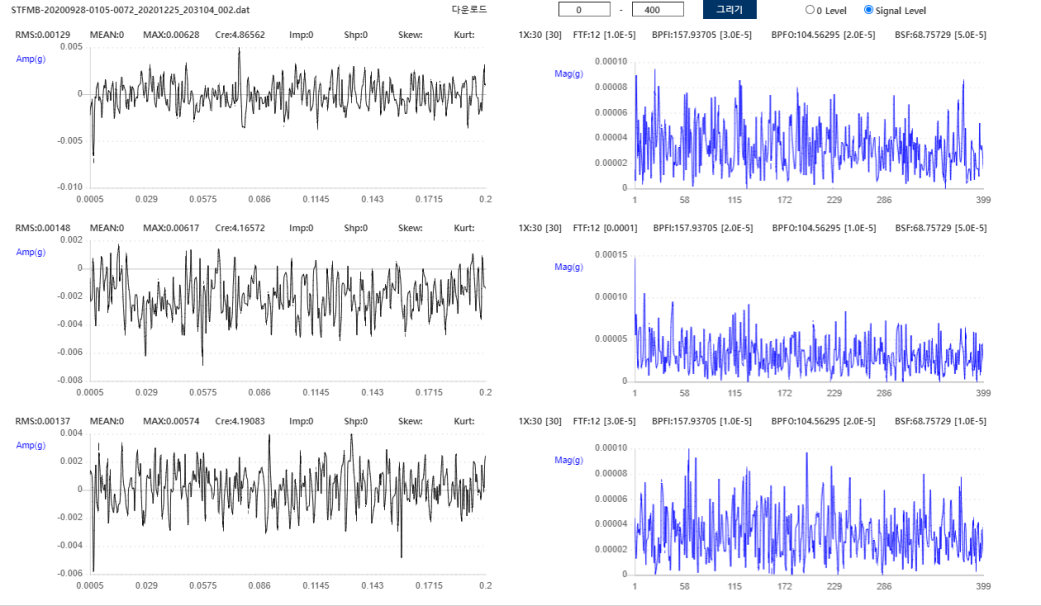 STFMB-20200928-0105-0072_20201225_203104_002.dat 다운로드 0 - 400 그리기 0 Level Signal Level
RMS:0.00129 MEAN:0 MAX:0.00628 Cre:4.86562 Imp:0 Shp:0 Skew: Kurt:
Amp(g)
0.005
0
-0.005
-0.010
0.0005 0.029 0.0575 0.086 0.1145 0.143 0.1715 0.2
1X:30 [30] FTF:12 [1.0E-5] BPFI:157.93705 [3.0E-5] BPFO:104.56295 [2.0E-5] BSF:68.75729 [5.0E-5]
Mag(g)
0.00010
0.00008
0.00006
0.00004
0.00002
0
1 58 115 172 229 286 399
RMS:0.00148 MEAN:0 MAX:0.00617 Cre:4.16572 Imp:0 Shp:0 Skew: Kurt:
Amp(g)
0.002
0
-0.002
-0.004
-0.006
-0.008
0.0005 0.029 0.0575 0.086 0.1145 0.143 0.1715 0.2
1X:30 [30] FTF:12 [0.0001] BPFI:157.93705 [2.0E-5] BPFO:104.56295 [1.0E-5] BSF:68.75729 [5.0E-5]
Mag(g)
0.00015
0.00010
0.00005
0
1 58 115 172 229 286 399
RMS:0.00137 MEAN:0 MAX:0.00574 Cre:4.19083 Imp:0 Shp:0 Skew: Kurt:
Amp(g)
0.004
0.002
0
-0.002
-0.004
-0.006
0.0005 0.029 0.0575 0.086 0.1145 0.143 0.1715 0.2
1X:30 [30] FTF:12 [3.0E-5] BPFI:157.93705 [1.0E-5] BPFO:104.56295 [2.0E-5] BSF:68.75729 [1.0E-5]
Mag(g)
0.00010
0.00008
0.00006
0.00004
0.00002
0
1 58 115 172 229 286 399